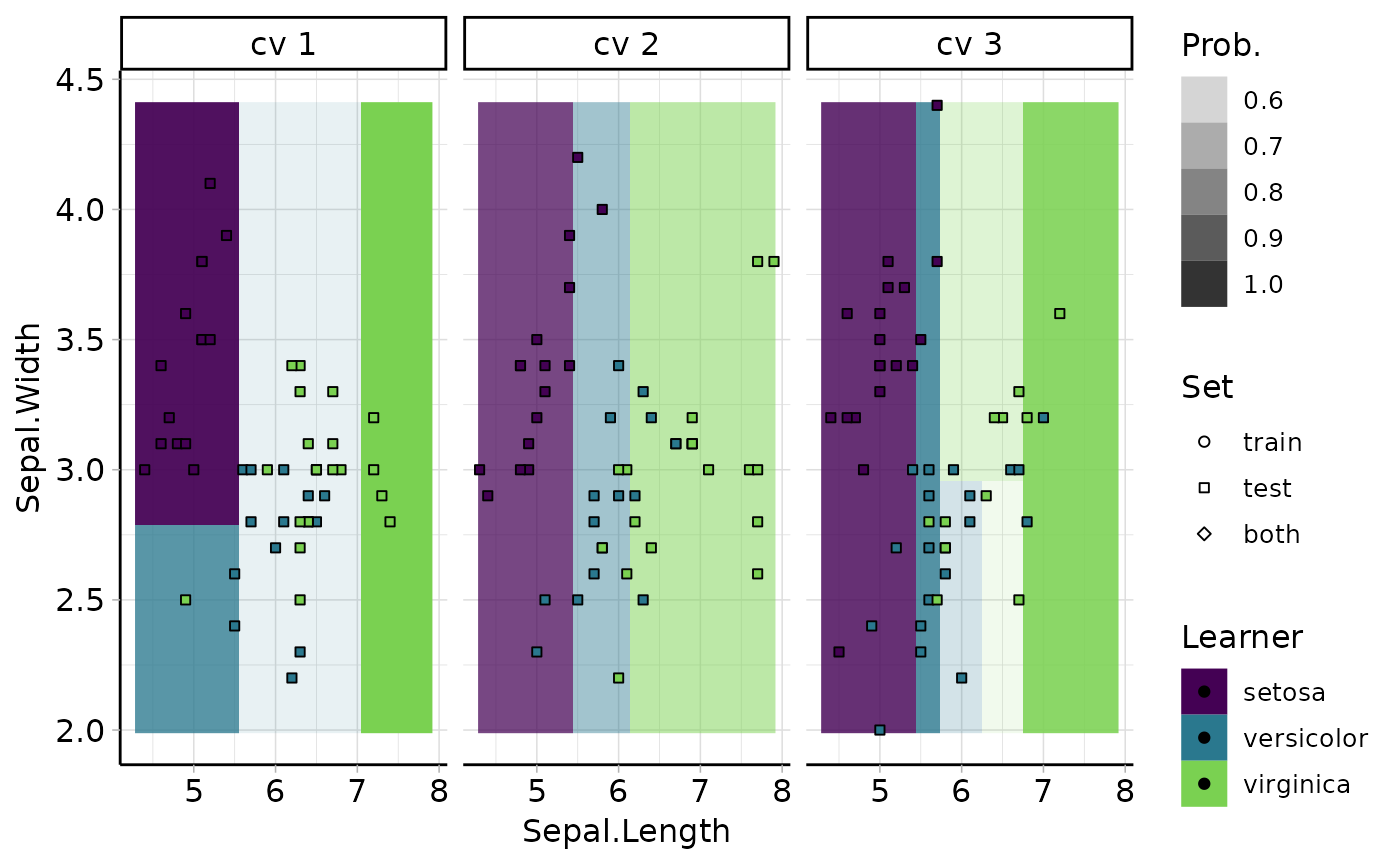 cv 1
cv 2
cv 3
4.5
4.0
3.5
3.0
2.5
2.0
Sepal.Width
5 6 7 8
5 6 7 8
5 6 7 8
Sepal.Length
Prob.
0.6
0.7
0.8
0.9
1.0
Set
train
test
both
Learner
setosa
versicolor
virginica